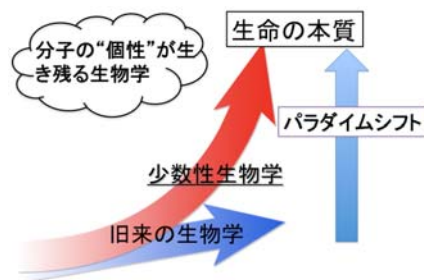 分子の“個性”が生
き残る生物学
生命の本質
パラダイムシフト
少数性生物学
旧来の生物学